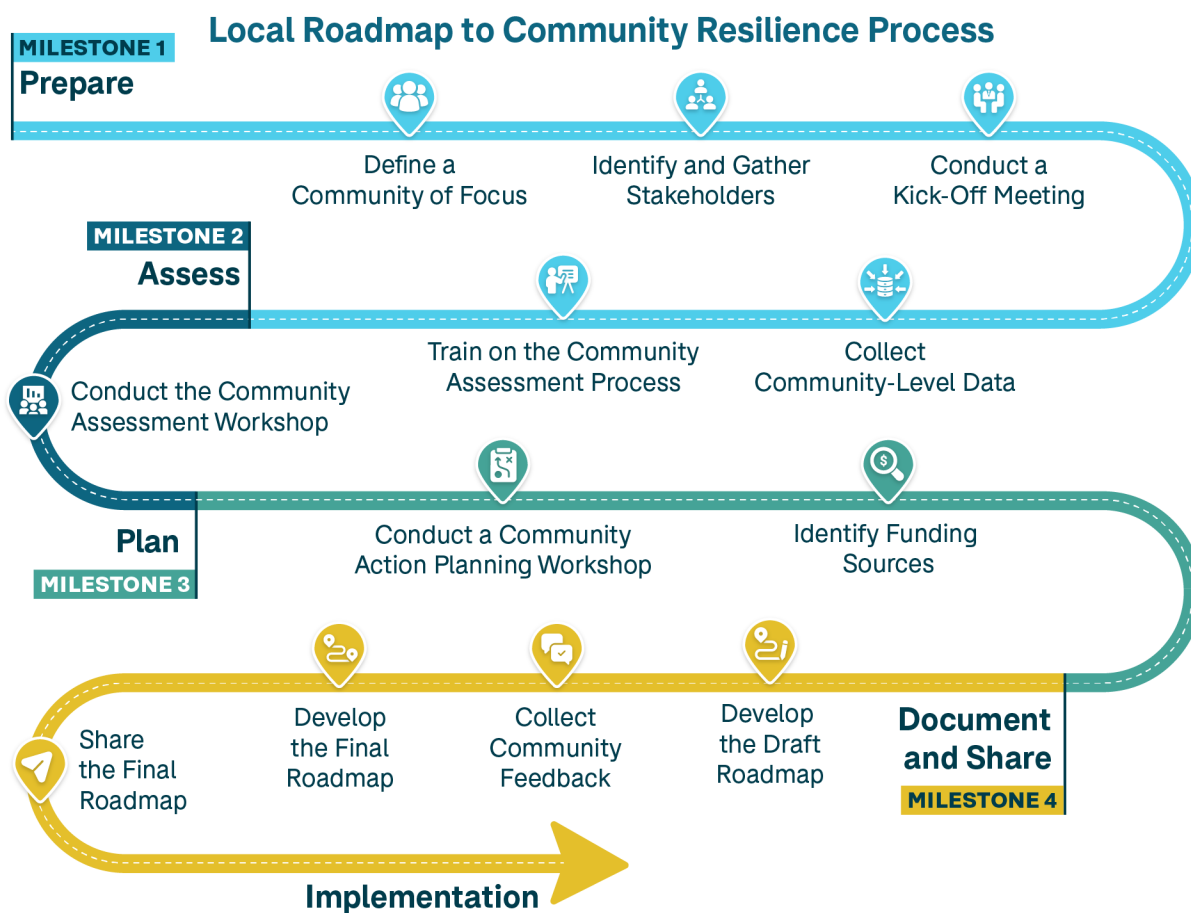 Local Roadmap to Community Resilience Process
MILESTONE 1
Prepare
Define a
Community of Focus
Identify and Gather
Stakeholders
Conduct a
Kick-Off Meeting
Collect
Community-Level Data
Train on the Community
Assessment Process
MILESTONE 2
Assess
Conduct the Community
Assessment Workshop
Plan
MILESTONE 3
Conduct a Community
Action Planning Workshop
$
Identify Funding
Sources
Document
and Share
MILESTONE 4
Develop
the Draft
Roadmap
Collect
Community
Feedback
Develop
the Final
Roadmap
Share
the Final
Roadmap
Implementation